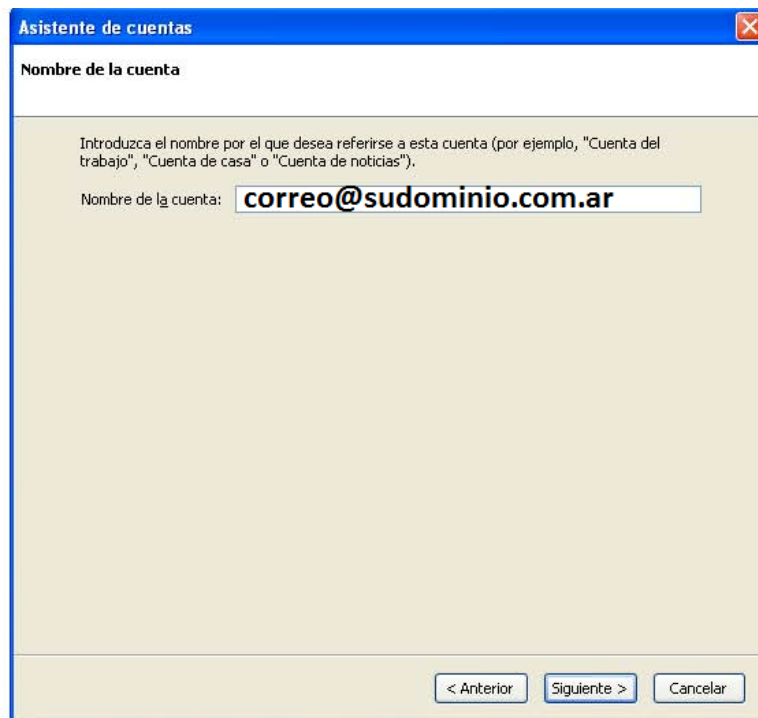 Asistente de cuentas
Nombre de la cuenta
Introduzca el nombre por el que desea referirse a esta cuenta (por ejemplo, "Cuenta del
trabajo", "Cuenta de casa" o "Cuenta de noticias").
Nombre de la cuenta: correo@sudominio.com.ar
< Anterior Siguiente > Cancelar